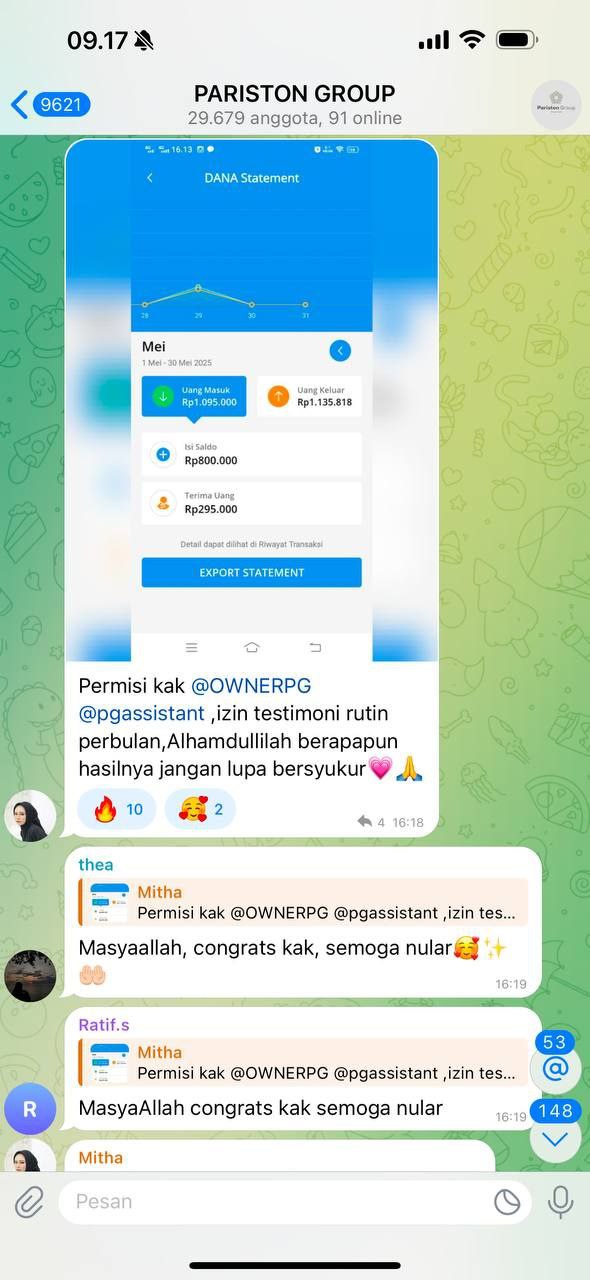 09.17
9621
PARISTON GROUP
29.679 anggota, 91 online
Pariston Group
16.13
DANA Statement
28 29 30 31
Mei
1 Mei - 30 Mei 2025
Uang Masuk
Rp1.095.000
Uang Keluar
Rp1.135.818
Isi Saldo
Rp800.000
Terima Uang
Rp295.000
Detail dapat dilihat di Riwayat Transaksi
EXPORT STATEMENT
Permisi kak @OWNERPG
@pgassistant ,izin testimoni rutin
perbulan,Alhamdullilah berapapun
hasilnya jangan lupa bersyukur💗🙏
🔥 10 🥰 2
4 16:18
thea
Mitha
Permisi kak @OWNERPG @pgassistant ,izin tes...
Masyaallah, congrats kak, semoga nular🥰✨
🤲🏻
16:19
Ratif.s
Mitha
Permisi kak @OWNERPG @pgassistant ,izin tes...
R
MasyaAllah congrats kak semoga nular
16:19
53
@
148
Mitha
Pesan